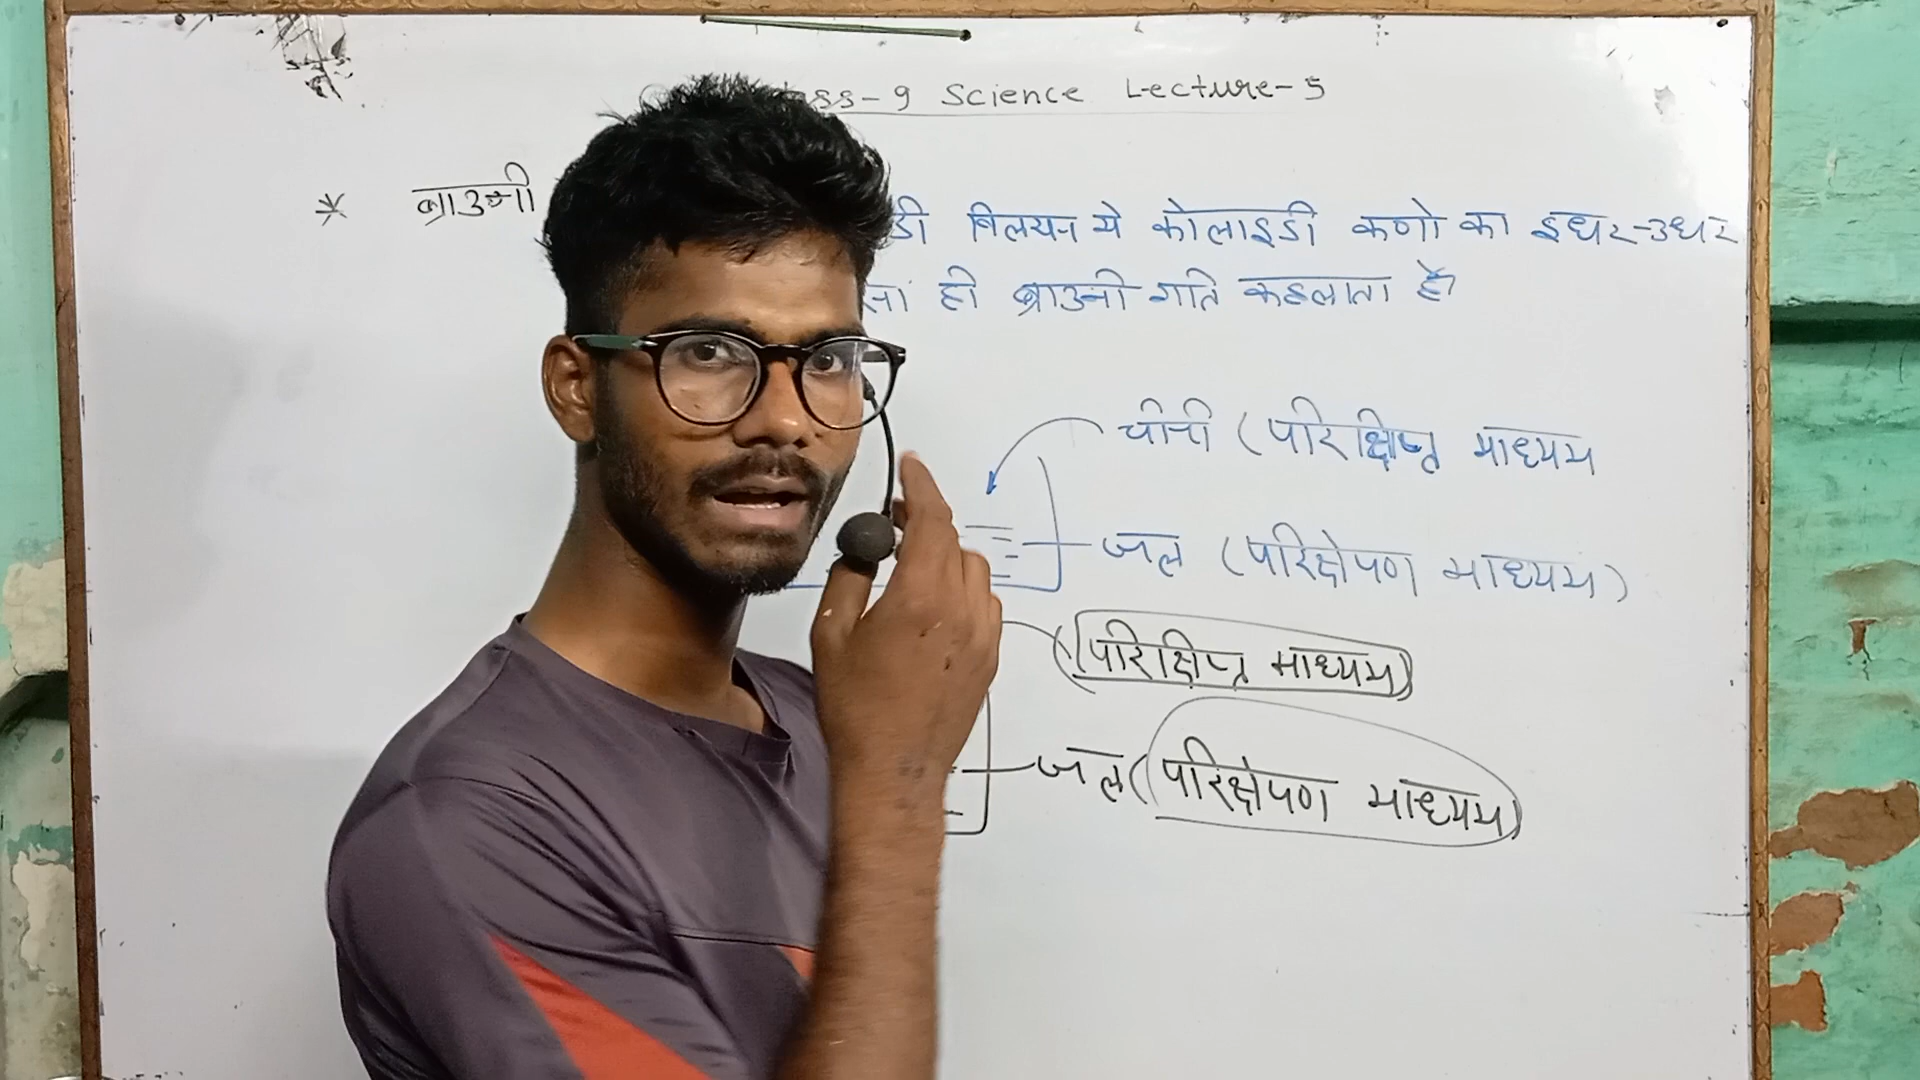 ss-9 Science Lecture-5
* ब्राउनी
डी विलयन मे कोलाइडी कणो का इधर-उधर
ही ब्राउनी गति कहलाता है
चीनी (परिक्षिप्त माध्यम
जल (परिक्षेपण माध्यम)
(परिक्षिप्त माध्यम)
जल (परिक्षेपण माध्यम)